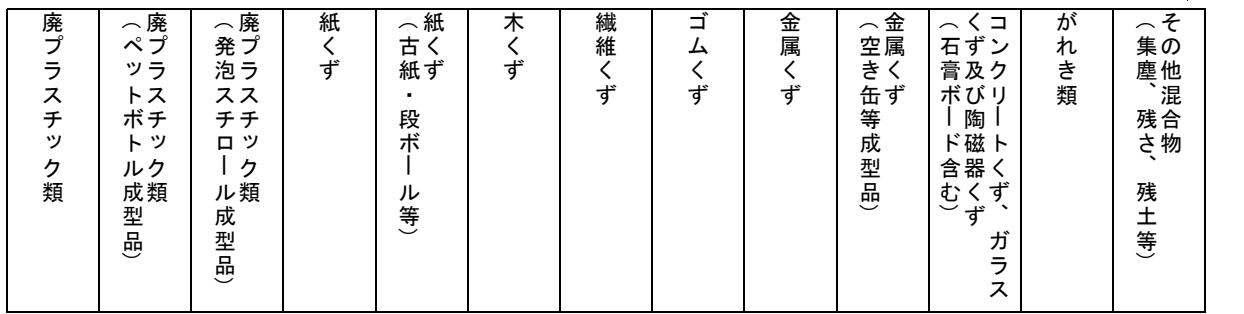 廃プラスチック類
廃プラスチック類
（ペットボトル成型品）
廃プラスチック類
（発泡スチロール成型品）
紙くず
紙くず
（古紙・段ボール等）
木くず
繊維くず
ゴムくず
金属くず
金属くず
（空き缶等成型品）
コンクリートくず、ガラス
くず及び陶磁器くず
（石膏ボード含む）
がれき類
その他混合物
（集塵、残さ、残土等）